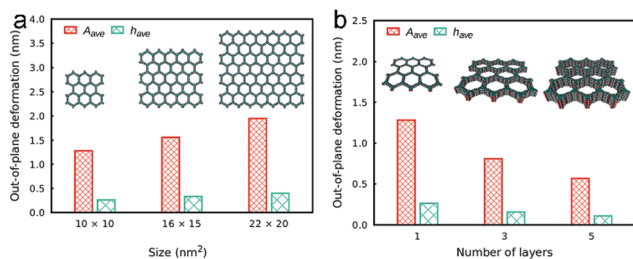 a
Out-of-plane deformation (nm)
4.0
3.5
3.0
2.5
2.0
1.5
1.0
0.5
0.0
A_ave h_ave
10 × 10 16 × 15 22 × 20
Size (nm²)
b
Out-of-plane deformation (nm)
2.5
2.0
1.5
1.0
0.5
0.0
A_ave h_ave
1 3 5
Number of layers